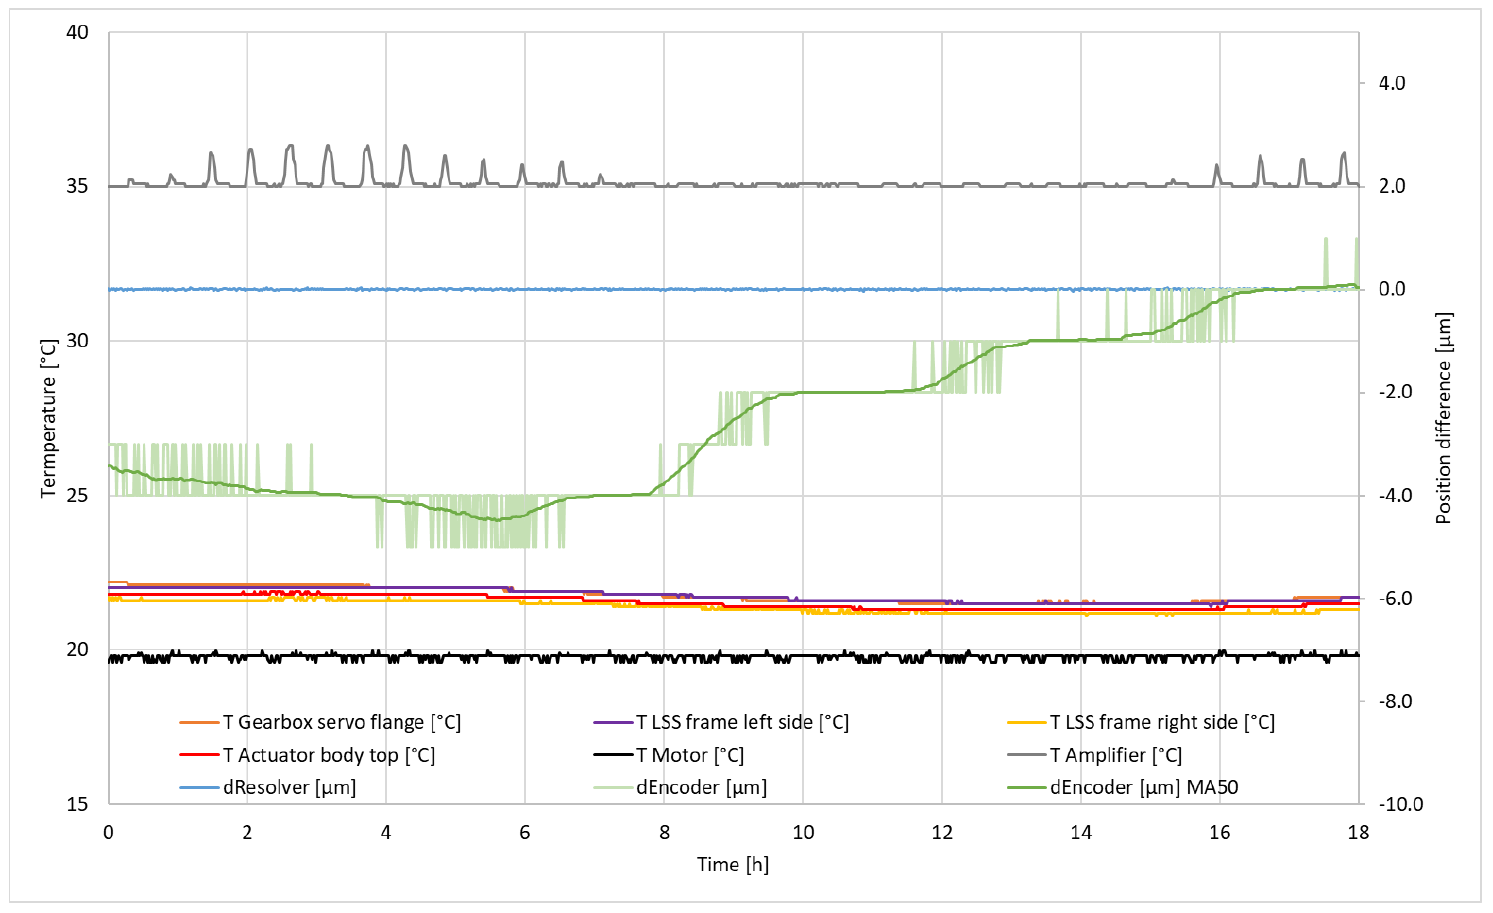 40
35
30
25
20
15
Termperature [°C]
4.0
2.0
0.0
-2.0
-4.0
-6.0
-8.0
-10.0
Position difference [µm]
T Gearbox servo flange [°C] T LSS frame left side [°C] T LSS frame right side [°C]
T Actuator body top [°C] T Motor [°C] T Amplifier [°C]
dResolver [µm] dEncoder [µm] dEncoder [µm] MA50
0 2 4 6 8 10 12 14 16 18
Time [h]